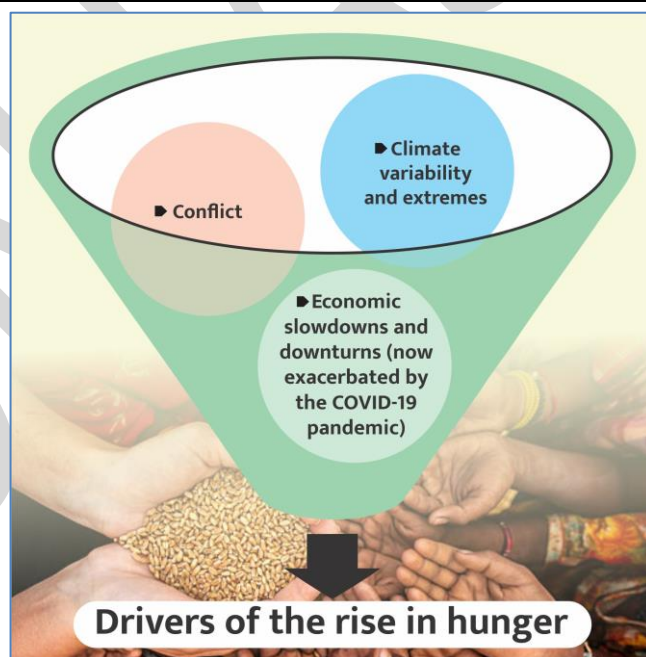 Conflict
Climate
variability
and extremes
Economic
slowdowns and
downturns (now
exacerbated by
the COVID-19
pandemic)
Drivers of the rise in hunger